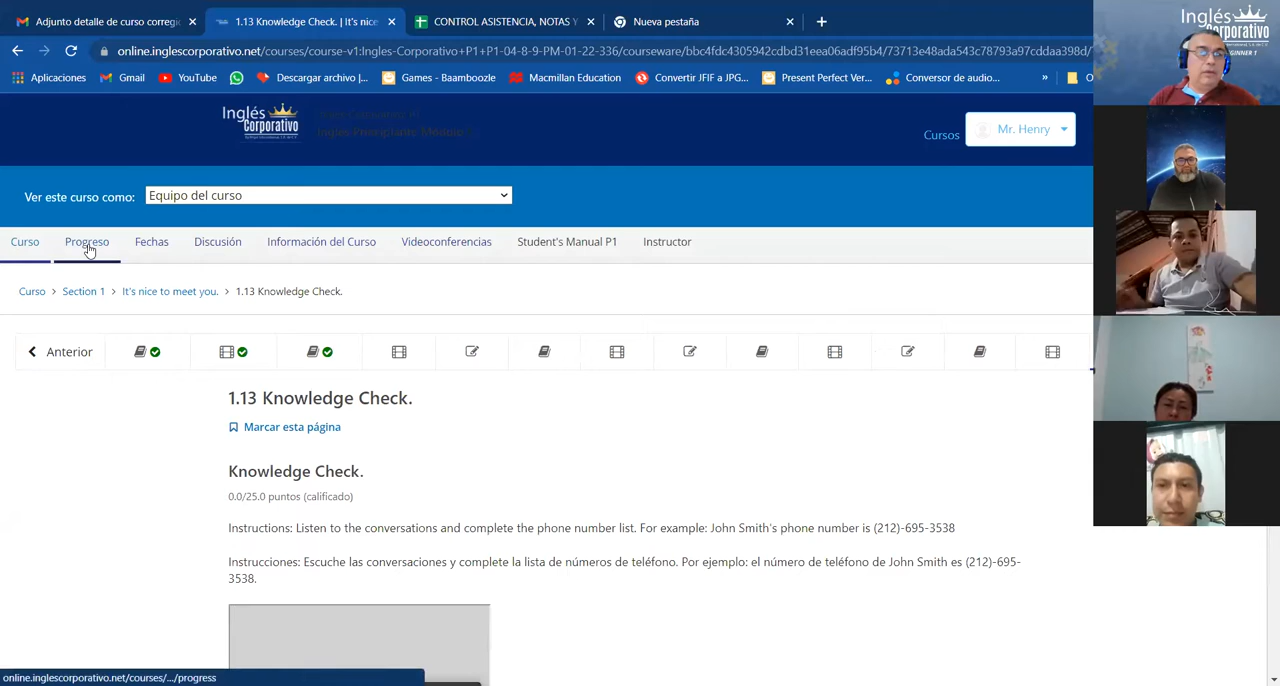 Adjunto detalle de curso corregi
1.13 Knowledge Check. | It's nice
CONTROL ASISTENCIA, NOTAS Y
Nueva pestaña
online.inglescorporativo.net/courses/course-v1:Ingles-Corporativo+P1+P1-04-8-9-PM-01-22-336/courseware/bbc4fdc4305942cdbd31eea06adf95b4/73713e48ada543c78793a97cddaa398d/
Aplicaciones
Gmail
YouTube
Descargar archivo |...
Games - Baamboozle
Macmillan Education
Convertir JFIF a JPG...
Present Perfect Ver...
Conversor de audio...
»
Inglés
Corporativo
Inglés
Corporativo
Cursos
Mr. Henry
Ver este curso como:
Equipo del curso
Curso
Progreso
Fechas
Discusión
Información del Curso
Videoconferencias
Student's Manual P1
Instructor
Curso > Section 1 > It's nice to meet you. > 1.13 Knowledge Check.
Anterior
1.13 Knowledge Check.
Marcar esta página
Knowledge Check.
0.0/25.0 puntos (calificado)
Instructions: Listen to the conversations and complete the phone number list. For example: John Smith's phone number is (212)-695-3538
Instrucciones: Escuche las conversaciones y complete la lista de números de teléfono. Por ejemplo: el número de teléfono de John Smith es (212)-695-
3538.
online.inglescorporativo.net/courses/.../progress